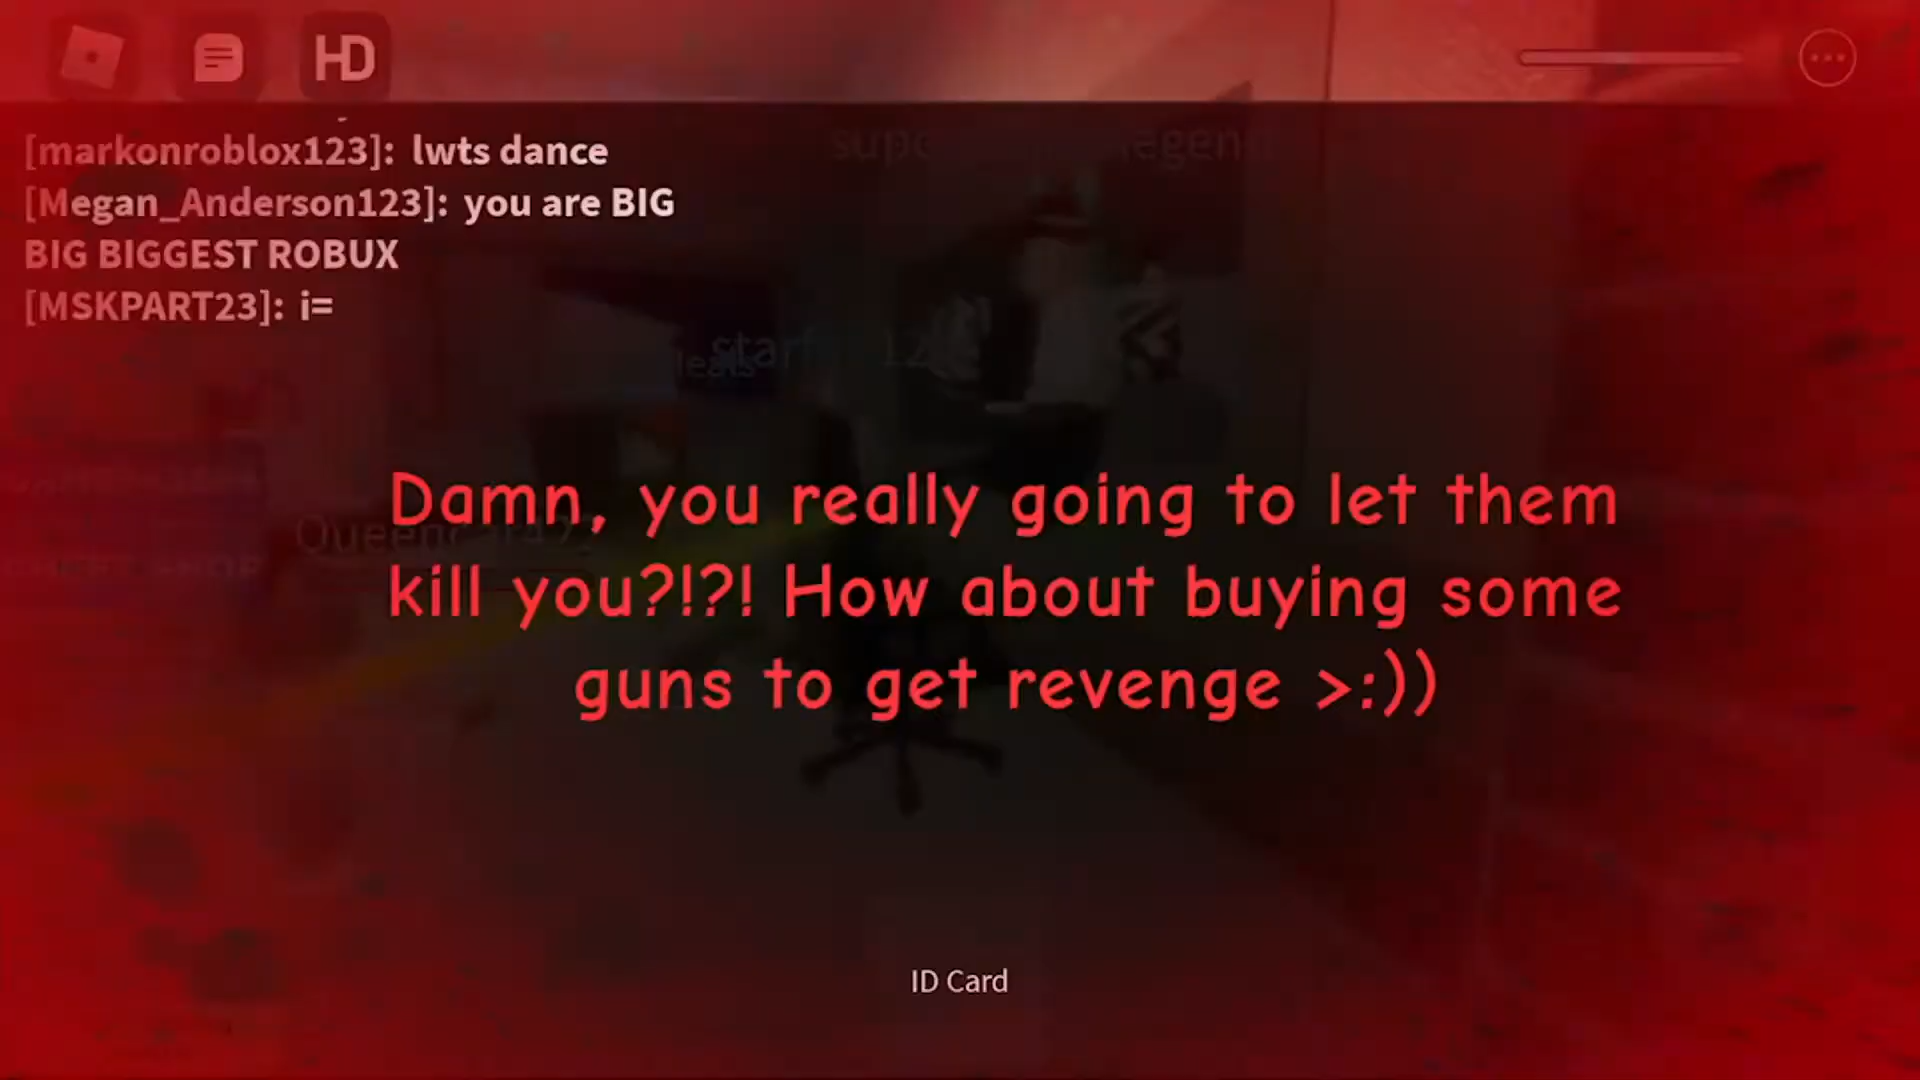 HD
[markonroblox123]: lwts dance
[Megan_Anderson123]: you are BIG
BIG BIGGEST ROBUX
[MSKPART23]: i=
Damn, you really going to let them
kill you?!?! How about buying some
guns to get revenge >:))
ID Card